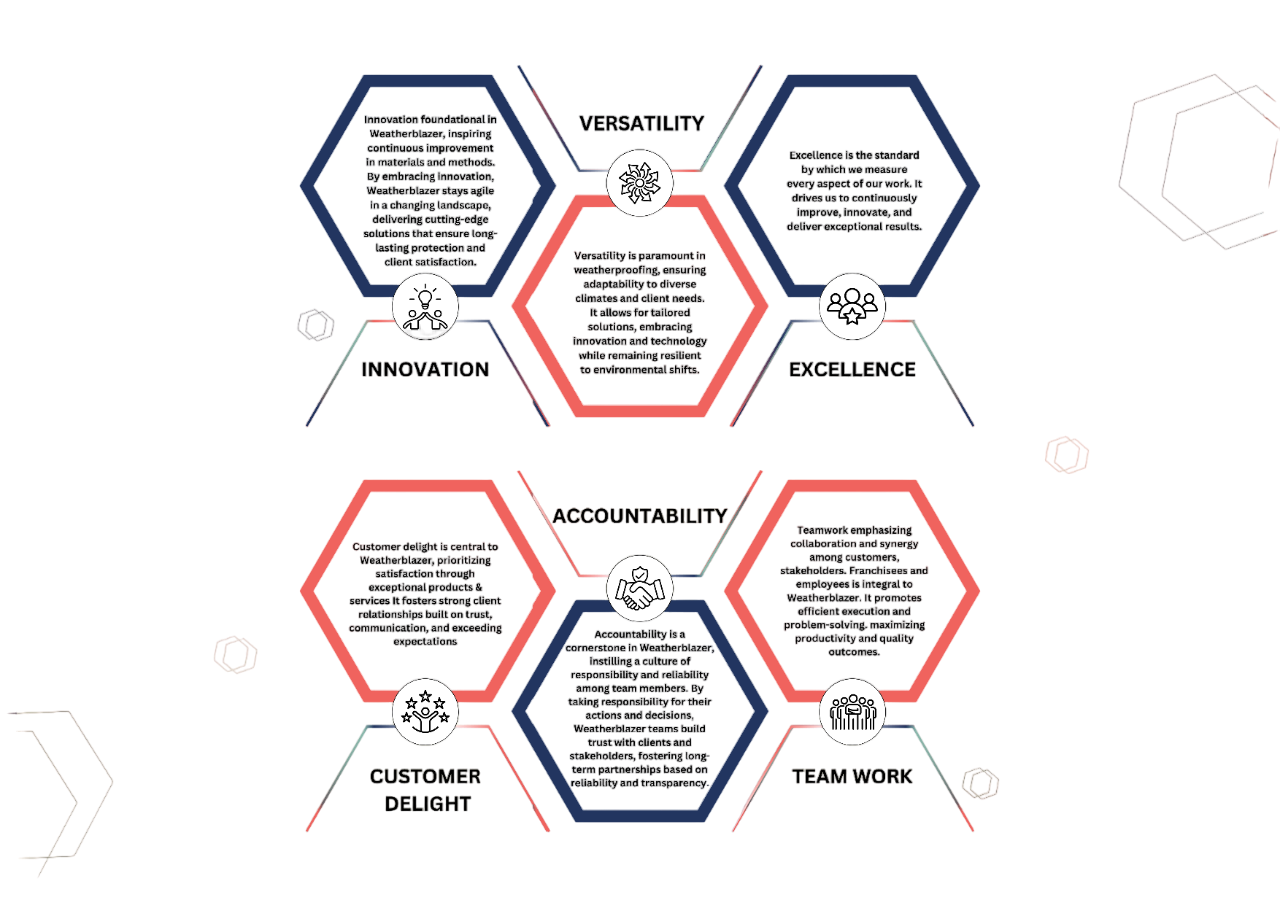 Innovation foundational in
Weatherblazer, inspiring
continuous improvement
in materials and methods.
By embracing innovation,
Weatherblazer stays agile
in a changing landscape,
delivering cutting-edge
solutions that ensure long-
lasting protection and
client satisfaction.
INNOVATION
VERSATILITY
Versatility is paramount in
weatherproofing, ensuring
adaptability to diverse
climates and client needs.
It allows for tailored
solutions, embracing
innovation and technology
while remaining resilient
to environmental shifts.
Excellence is the standard
by which we measure
every aspect of our work. It
drives us to continuously
improve, innovate, and
deliver exceptional results.
EXCELLENCE
Customer delight is central to
Weatherblazer, prioritizing
satisfaction through
exceptional products &
services It fosters strong client
relationships built on trust,
communication, and exceeding
expectations
CUSTOMER
DELIGHT
ACCOUNTABILITY
Accountability is a
cornerstone in Weatherblazer,
instilling a culture of
responsibility and reliability
among team members. By
taking responsibility for their
actions and decisions,
Weatherblazer teams build
trust with clients and
stakeholders, fostering long-
term partnerships based on
reliability and transparency.
Teamwork emphasizing
collaboration and synergy
among customers,
stakeholders. Franchisees and
employees is integral to
Weatherblazer. It promotes
efficient execution and
problem-solving. maximizing
productivity and quality
outcomes.
TEAM WORK